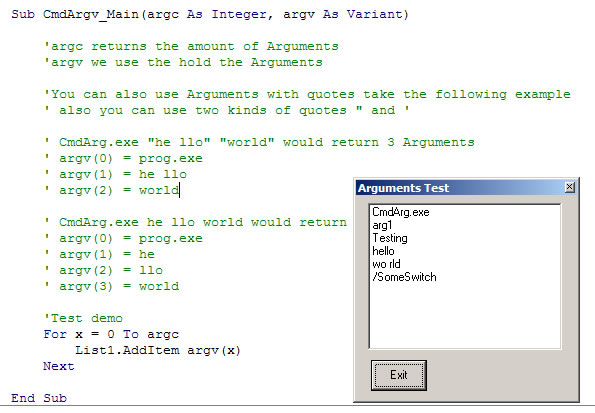 Sub CmdArgv_Main(argc As Integer, argv As Variant)
'argc returns the amount of Arguments
'argv we use the hold the Arguments
'You can also use Arguments with quotes take the following example
' also you can use two kinds of quotes " and '
' CmdArg.exe "he llo" "world" would return 3 Arguments
' argv(0) = prog.exe
' argv(1) = he llo
' argv(2) = world
' CmdArg.exe he llo world would return
' argv(0) = prog.exe
' argv(1) = he
' argv(2) = llo
' argv(3) = world
'Test demo
For x = 0 To argc
List1.AddItem argv(x)
Next
End Sub
Arguments Test
CmdArg.exe
arg1
Testing
hello
wo rld
/SomeSwitch
Exit